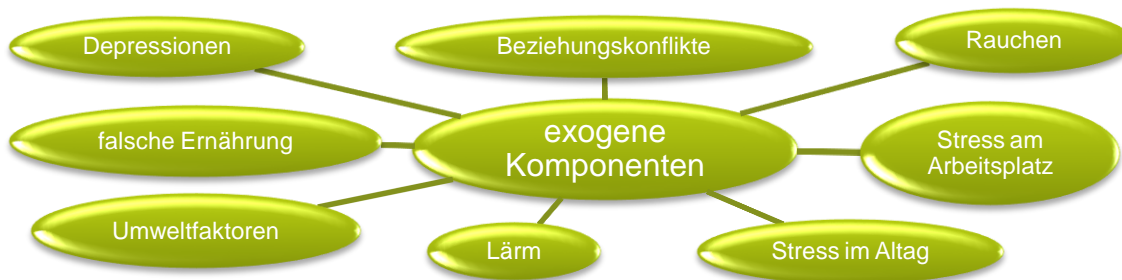 Depressionen
Beziehungskonflikte
Rauchen
falsche Ernährung
exogene
Komponenten
Stress am
Arbeitsplatz
Umweltfaktoren
Lärm
Stress im Altag